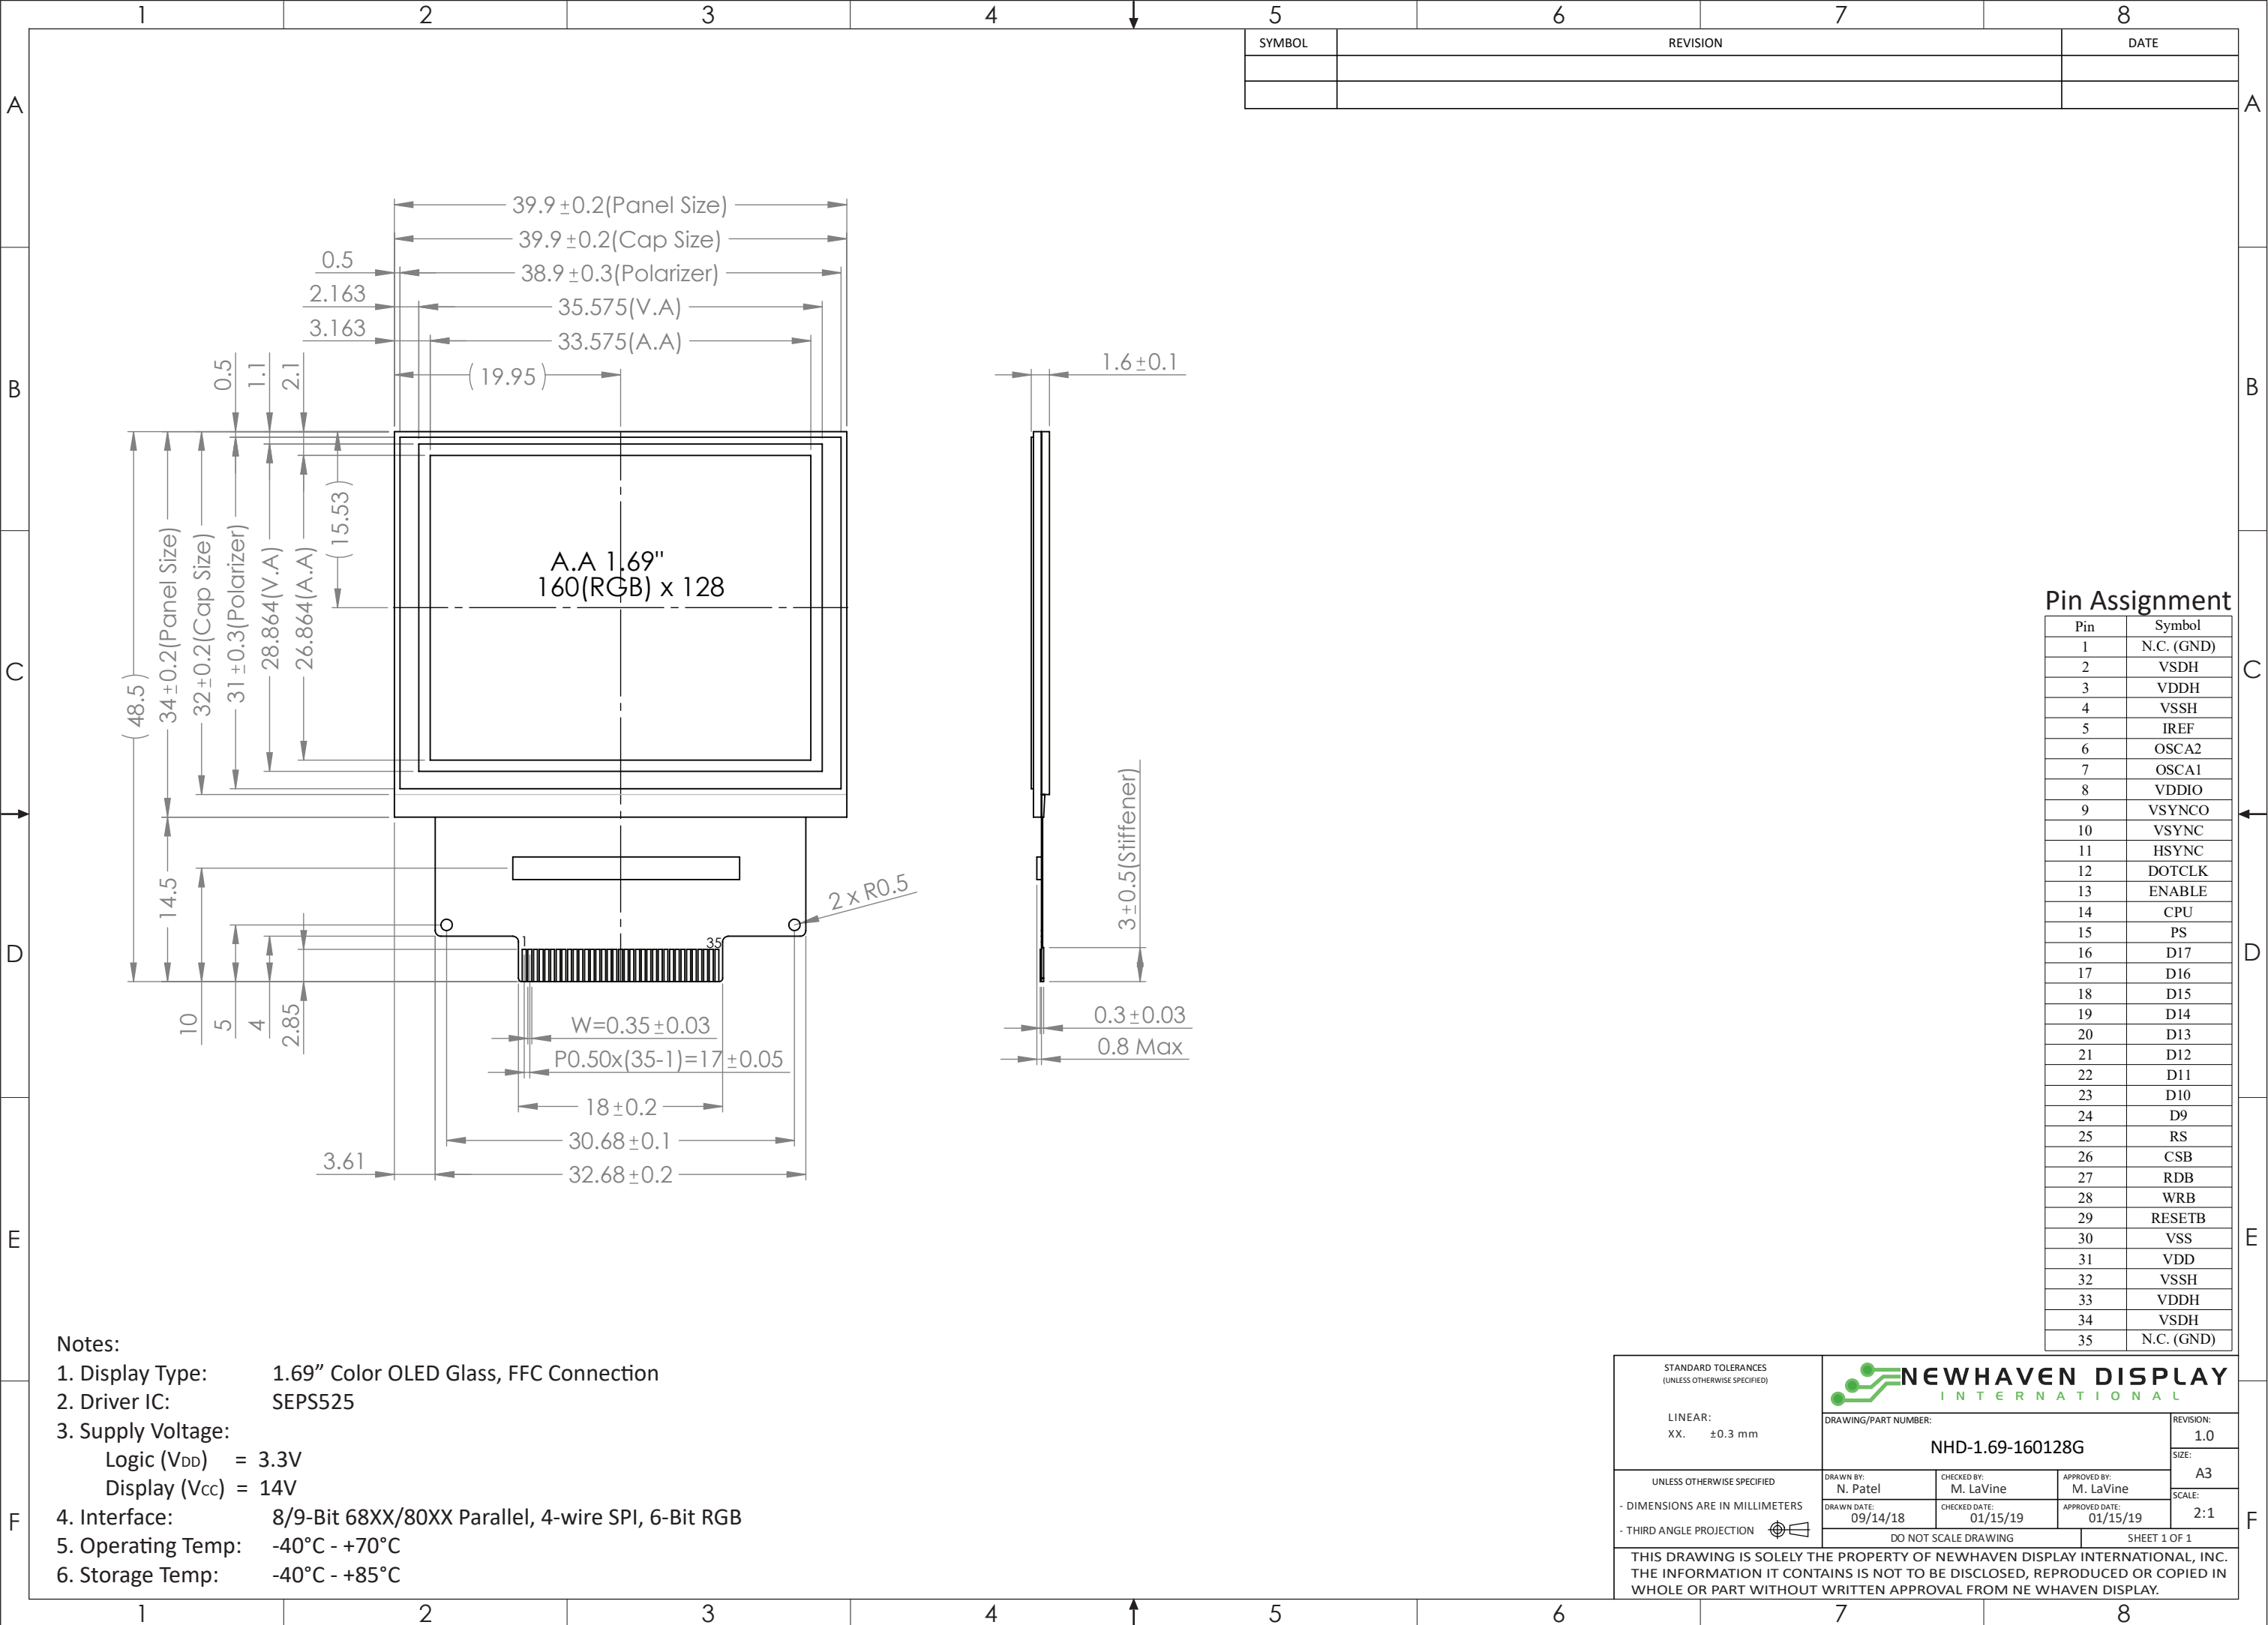 1 2 3 4 5 6 7 8
SYMBOL REVISION DATE
A A
B B
C C
D D
E E
F F
39.9±0.2(Panel Size)
39.9±0.2(Cap Size)
0.5 38.9±0.3(Polarizer)
2.163 35.575(V.A)
3.163 33.575(A.A)
(19.95)
0.5
1.1
2.1
(48.5)
34±0.2(Panel Size)
32±0.2(Cap Size)
31±0.3(Polarizer)
28.864(V.A)
26.864(A.A)
(15.53)
A.A 1.69"
160(RGB) x 128
1.6±0.1
14.5
10
5
4
2.85
2 x R0.5
1 35
W=0.35±0.03
P0.50x(35-1)=17±0.05
18±0.2
30.68±0.1
3.61 32.68±0.2
3±0.5(Stiffener)
0.3±0.03
0.8 Max
Pin Assignment
Pin Symbol
1 N.C. (GND)
2 VSDH
3 VDDH
4 VSSH
5 IREF
6 OSCA2
7 OSCA1
8 VDDIO
9 VSYNCO
10 VSYNC
11 HSYNC
12 DOTCLK
13 ENABLE
14 CPU
15 PS
16 D17
17 D16
18 D15
19 D14
20 D13
21 D12
22 D11
23 D10
24 D9
25 RS
26 CSB
27 RDB
28 WRB
29 RESETB
30 VSS
31 VDD
32 VSSH
33 VDDH
34 VSDH
35 N.C. (GND)
Notes:
1. Display Type: 1.69” Color OLED Glass, FFC Connection
2. Driver IC: SEPS525
3. Supply Voltage:
Logic (VDD) = 3.3V
Display (VCC) = 14V
4. Interface: 8/9-Bit 68XX/80XX Parallel, 4-wire SPI, 6-Bit RGB
5. Operating Temp: -40°C - +70°C
6. Storage Temp: -40°C - +85°C
STANDARD TOLERANCES
(UNLESS OTHERWISE SPECIFIED)
LINEAR:
XX. ±0.3 mm
UNLESS OTHERWISE SPECIFIED
- DIMENSIONS ARE IN MILLIMETERS
- THIRD ANGLE PROJECTION
NEWHAVEN DISPLAY
INTERNATIONAL
DRAWING/PART NUMBER:
NHD-1.69-160128G
REVISION:
1.0
SIZE:
A3
SCALE:
2:1
DRAWN BY: CHECKED BY: APPROVED BY:
N. Patel M. LaVine M. LaVine
DRAWN DATE: CHECKED DATE: APPROVED DATE:
09/14/18 01/15/19 01/15/19
DO NOT SCALE DRAWING SHEET 1 OF 1
THIS DRAWING IS SOLELY THE PROPERTY OF NEWHAVEN DISPLAY INTERNATIONAL, INC.
THE INFORMATION IT CONTAINS IS NOT TO BE DISCLOSED, REPRODUCED OR COPIED IN
WHOLE OR PART WITHOUT WRITTEN APPROVAL FROM NE WHAVEN DISPLAY.
1 2 3 4 5 6 7 8